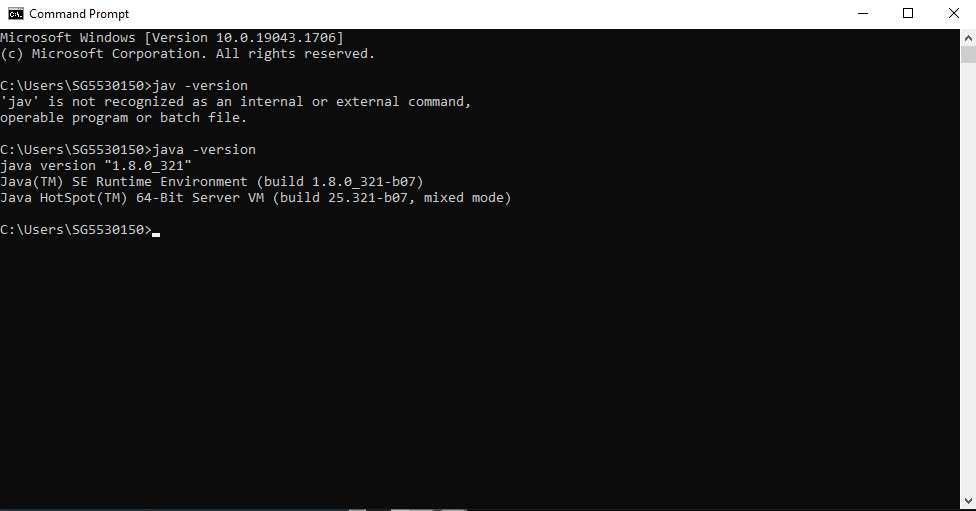 Command Prompt
Microsoft Windows [Version 10.0.19043.1706]
(c) Microsoft Corporation. All rights reserved.
C:\Users\SG5530150>jav -version
'jav' is not recognized as an internal or external command,
operable program or batch file.
C:\Users\SG5530150>java -version
java version "1.8.0_321"
Java(TM) SE Runtime Environment (build 1.8.0_321-b07)
Java HotSpot(TM) 64-Bit Server VM (build 25.321-b07, mixed mode)
C:\Users\SG5530150>